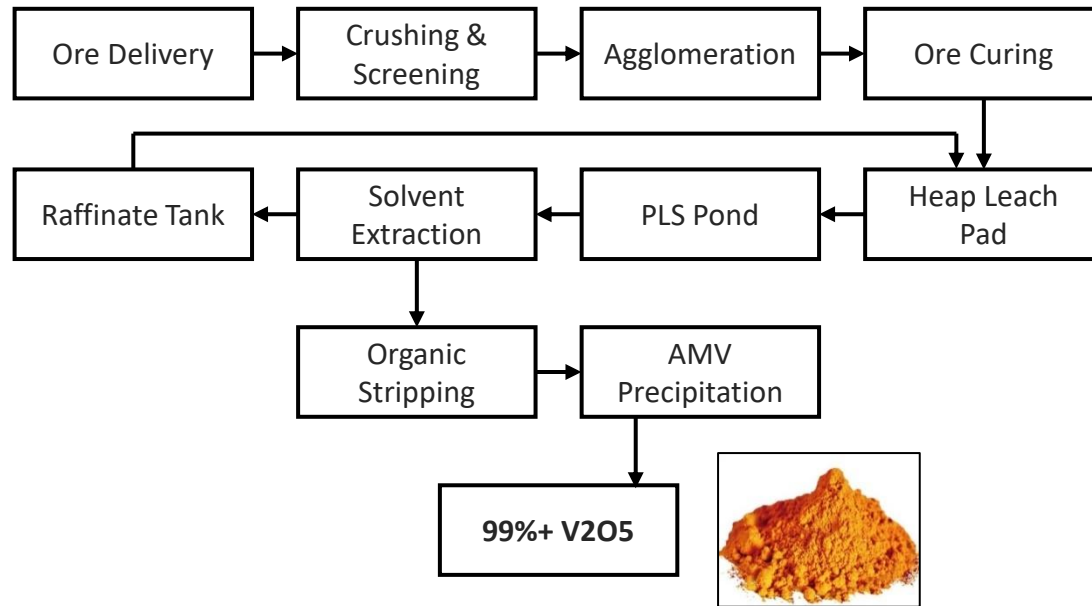 Ore Delivery
Crushing &
Screening
Agglomeration
Ore Curing
Raffinate Tank
Solvent
Extraction
PLS Pond
Heap Leach
Pad
Organic
Stripping
AMV
Precipitation
99%+ V2O5